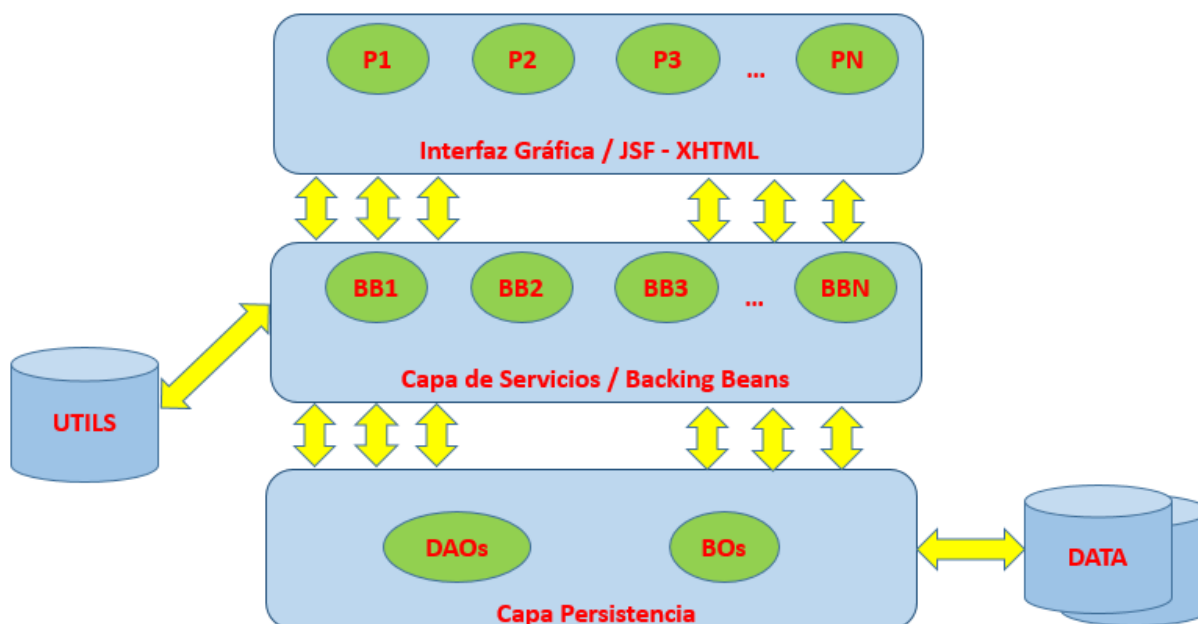 P1 P2 P3 ... PN
Interfaz Gráfica / JSF - XHTML
BB1 BB2 BB3 ... BBN
Capa de Servicios / Backing Beans
UTILS
DAOs BOs
DATA
Capa Persistencia